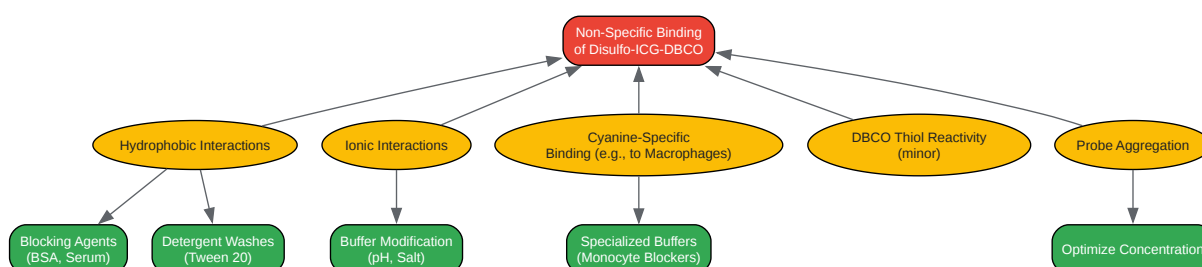 Non-Specific Binding
of Disulfo-ICG-DBCO
Hydrophobic Interactions
Ionic Interactions
Cyanine-Specific
Binding (e.g., to Macrophages)
DBCO Thiol Reactivity
(minor)
Probe Aggregation
Blocking Agents
(BSA, Serum)
Detergent Washes
(Tween 20)
Buffer Modification
(pH, Salt)
Specialized Buffers
(Monocyte Blockers)
Optimize Concentration